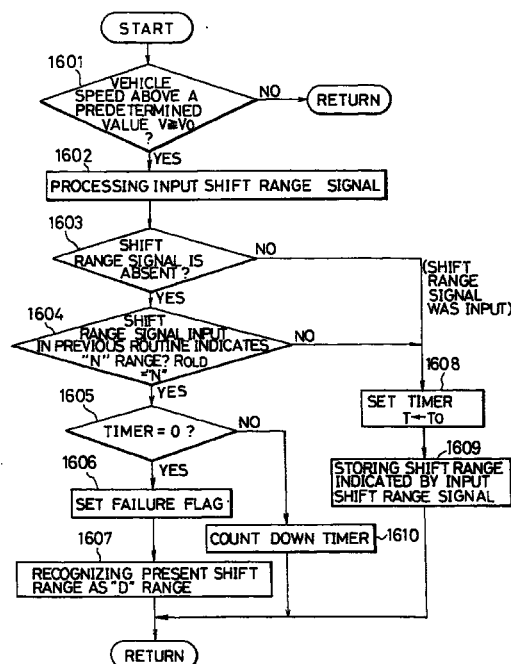 START
1601
VEHICLE
SPEED ABOVE A
PREDETERMINED
VALUE V≧V0
?
NO
RETURN
YES
1602
PROCESSING INPUT SHIFT RANGE SIGNAL
1603
SHIFT
RANGE SIGNAL IS
ABSENT?
NO
YES
(SHIFT
RANGE
SIGNAL
WAS INPUT)
1604
SHIFT
RANGE SIGNAL INPUT
IN PREVIOUS ROUTINE INDICATES
"N" RANGE? ROLD
="N"
NO
YES
1608
SET TIMER
T←T0
1605
TIMER = 0 ?
NO
YES
1609
STORING SHIFT RANGE
INDICATED BY INPUT
SHIFT RANGE SIGNAL
1606
SET FAILURE FLAG
COUNT DOWN TIMER
1610
1607
RECOGNIZING PRESENT SHIFT
RANGE AS "D" RANGE
RETURN